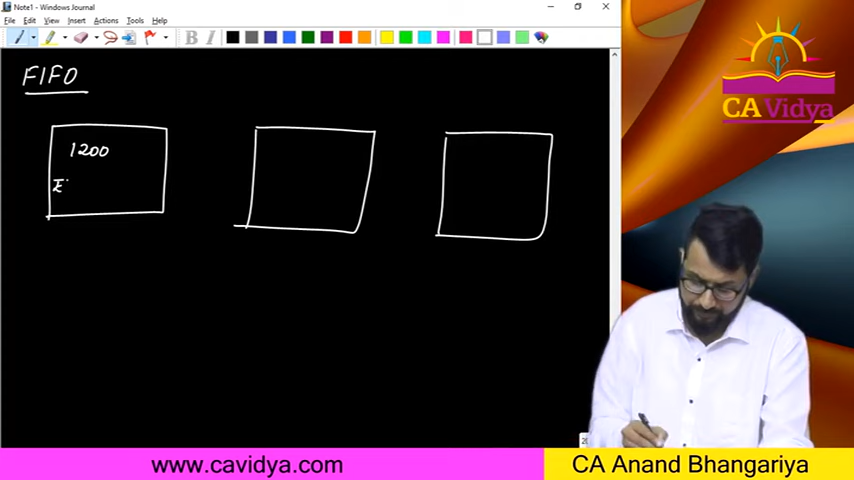 Note1 - Windows Journal
File Edit View Insert Actions Tools Help
B I
FIFO
1200
CA Vidya
www.cavidya.com
CA Anand Bhangariya